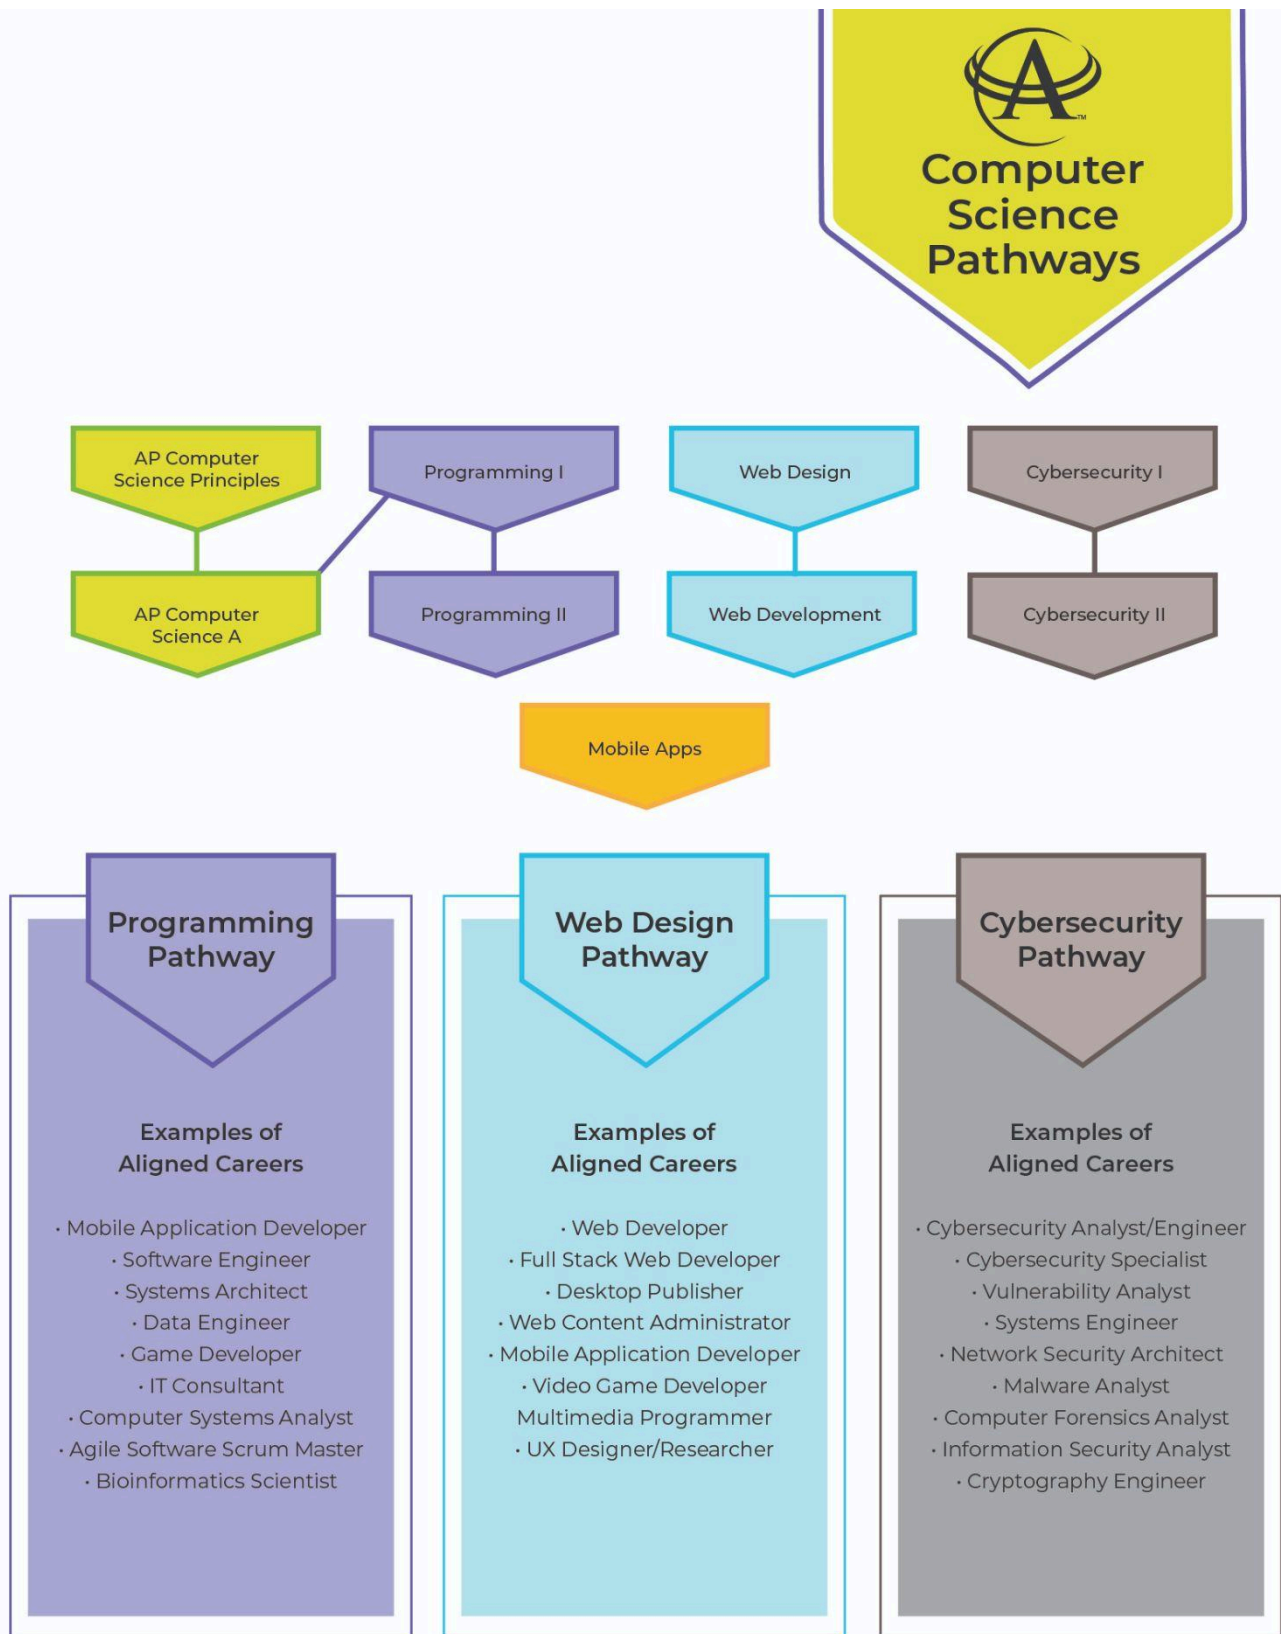 A
TM
Computer
Science
Pathways
AP Computer
Science Principles
Programming I
Web Design
Cybersecurity I
AP Computer
Science A
Programming II
Web Development
Cybersecurity II
Mobile Apps
Programming
Pathway
Examples of
Aligned Careers
• Mobile Application Developer
• Software Engineer
• Systems Architect
• Data Engineer
• Game Developer
• IT Consultant
• Computer Systems Analyst
• Agile Software Scrum Master
• Bioinformatics Scientist
Web Design
Pathway
Examples of
Aligned Careers
• Web Developer
• Full Stack Web Developer
• Desktop Publisher
• Web Content Administrator
• Mobile Application Developer
• Video Game Developer
Multimedia Programmer
• UX Designer/Researcher
Cybersecurity
Pathway
Examples of
Aligned Careers
• Cybersecurity Analyst/Engineer
• Cybersecurity Specialist
• Vulnerability Analyst
• Systems Engineer
• Network Security Architect
• Malware Analyst
• Computer Forensics Analyst
• Information Security Analyst
• Cryptography Engineer